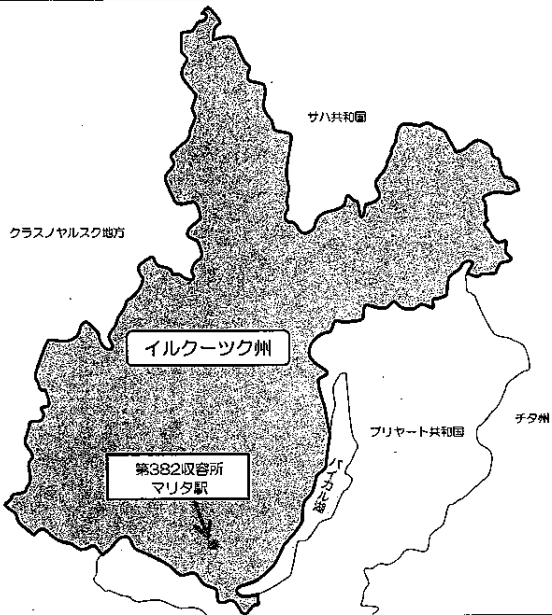 サハ共和国
クラスノヤルスク地方
イルクーツク州
ブリヤート共和国
チタ州
バイカル湖
第382収容所
マリタ駅